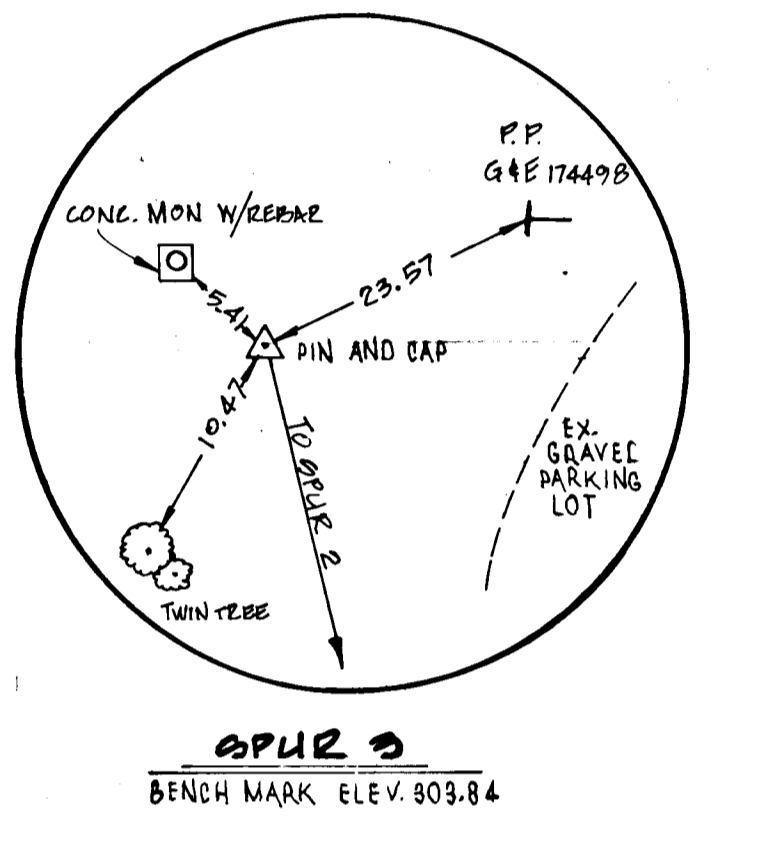 P.P.
G&E 174498
CONC. MON W/REBAR
23.57
5.41
PIN AND CAP
10.47
TO SPUR 2
EX.
GRAVEL
PARKING
LOT
TWIN TREE
SPUR 3
BENCH MARK ELEV. 303.84